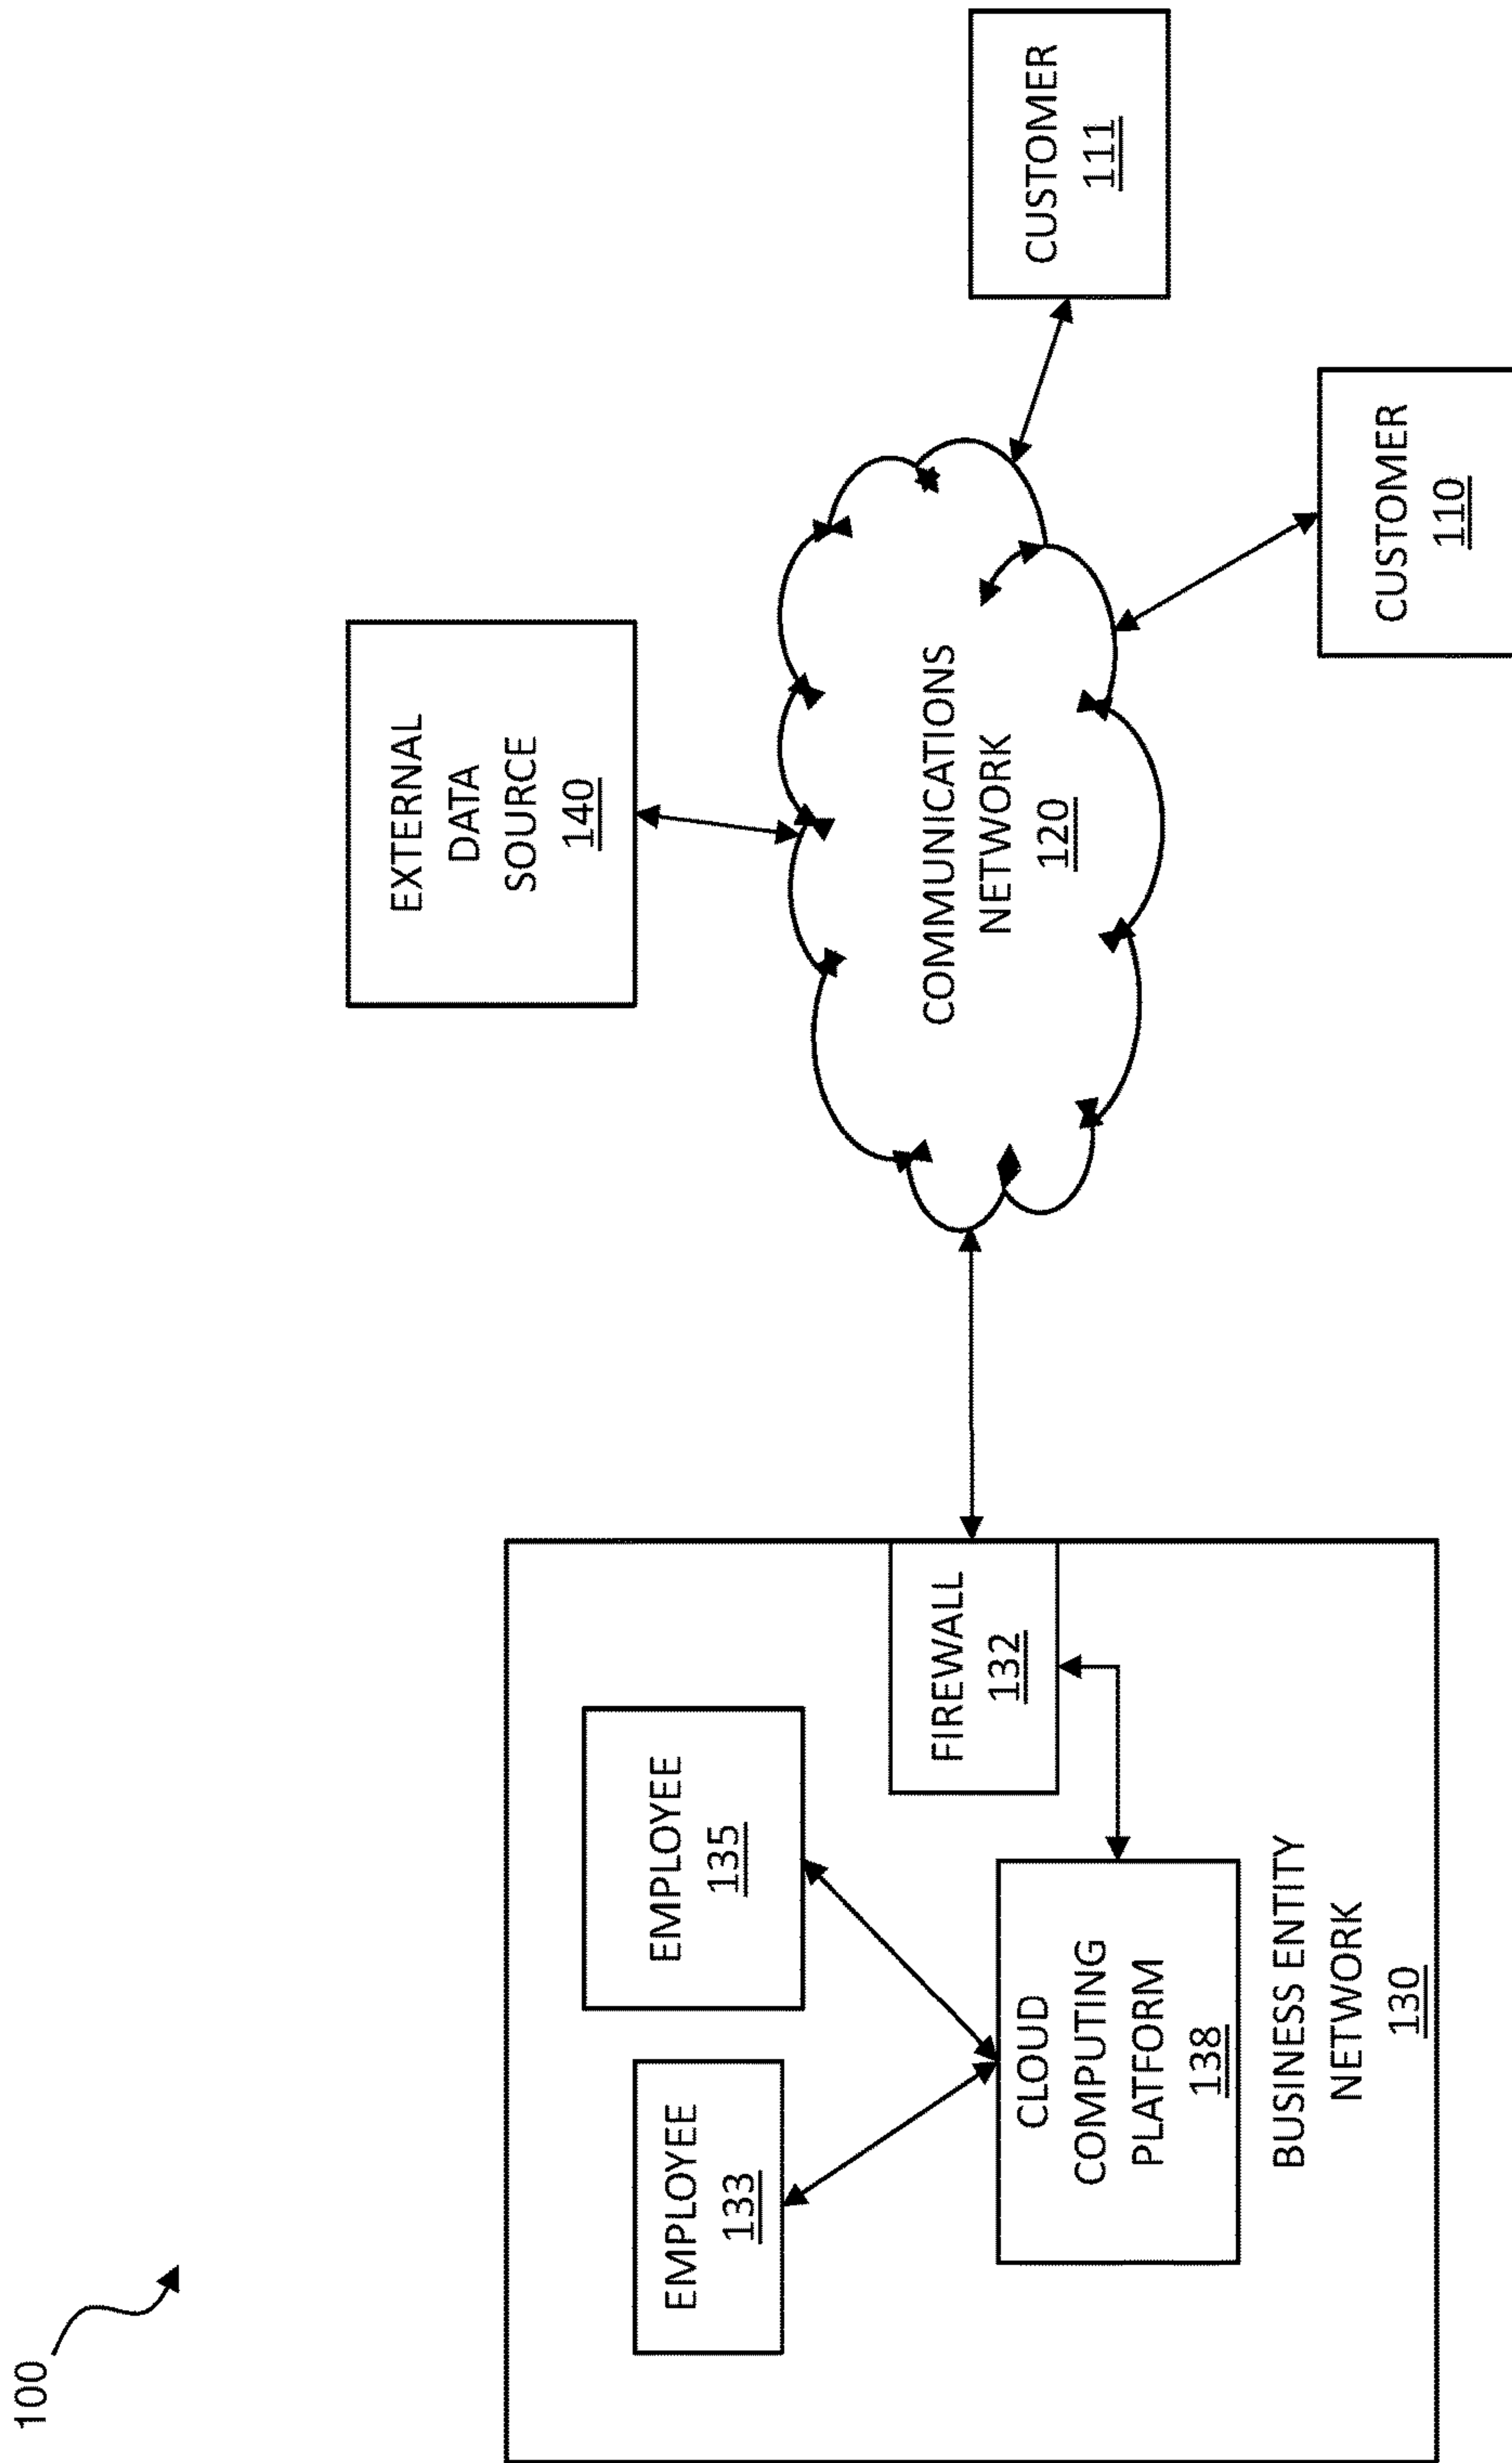 100
EXTERNAL
DATA
SOURCE
140
EMPLOYEE
133
EMPLOYEE
135
FIREWALL
132
CLOUD
COMPUTING
PLATFORM
138
BUSINESS ENTITY
NETWORK
130
COMMUNICATIONS
NETWORK
120
CUSTOMER
111
CUSTOMER
110